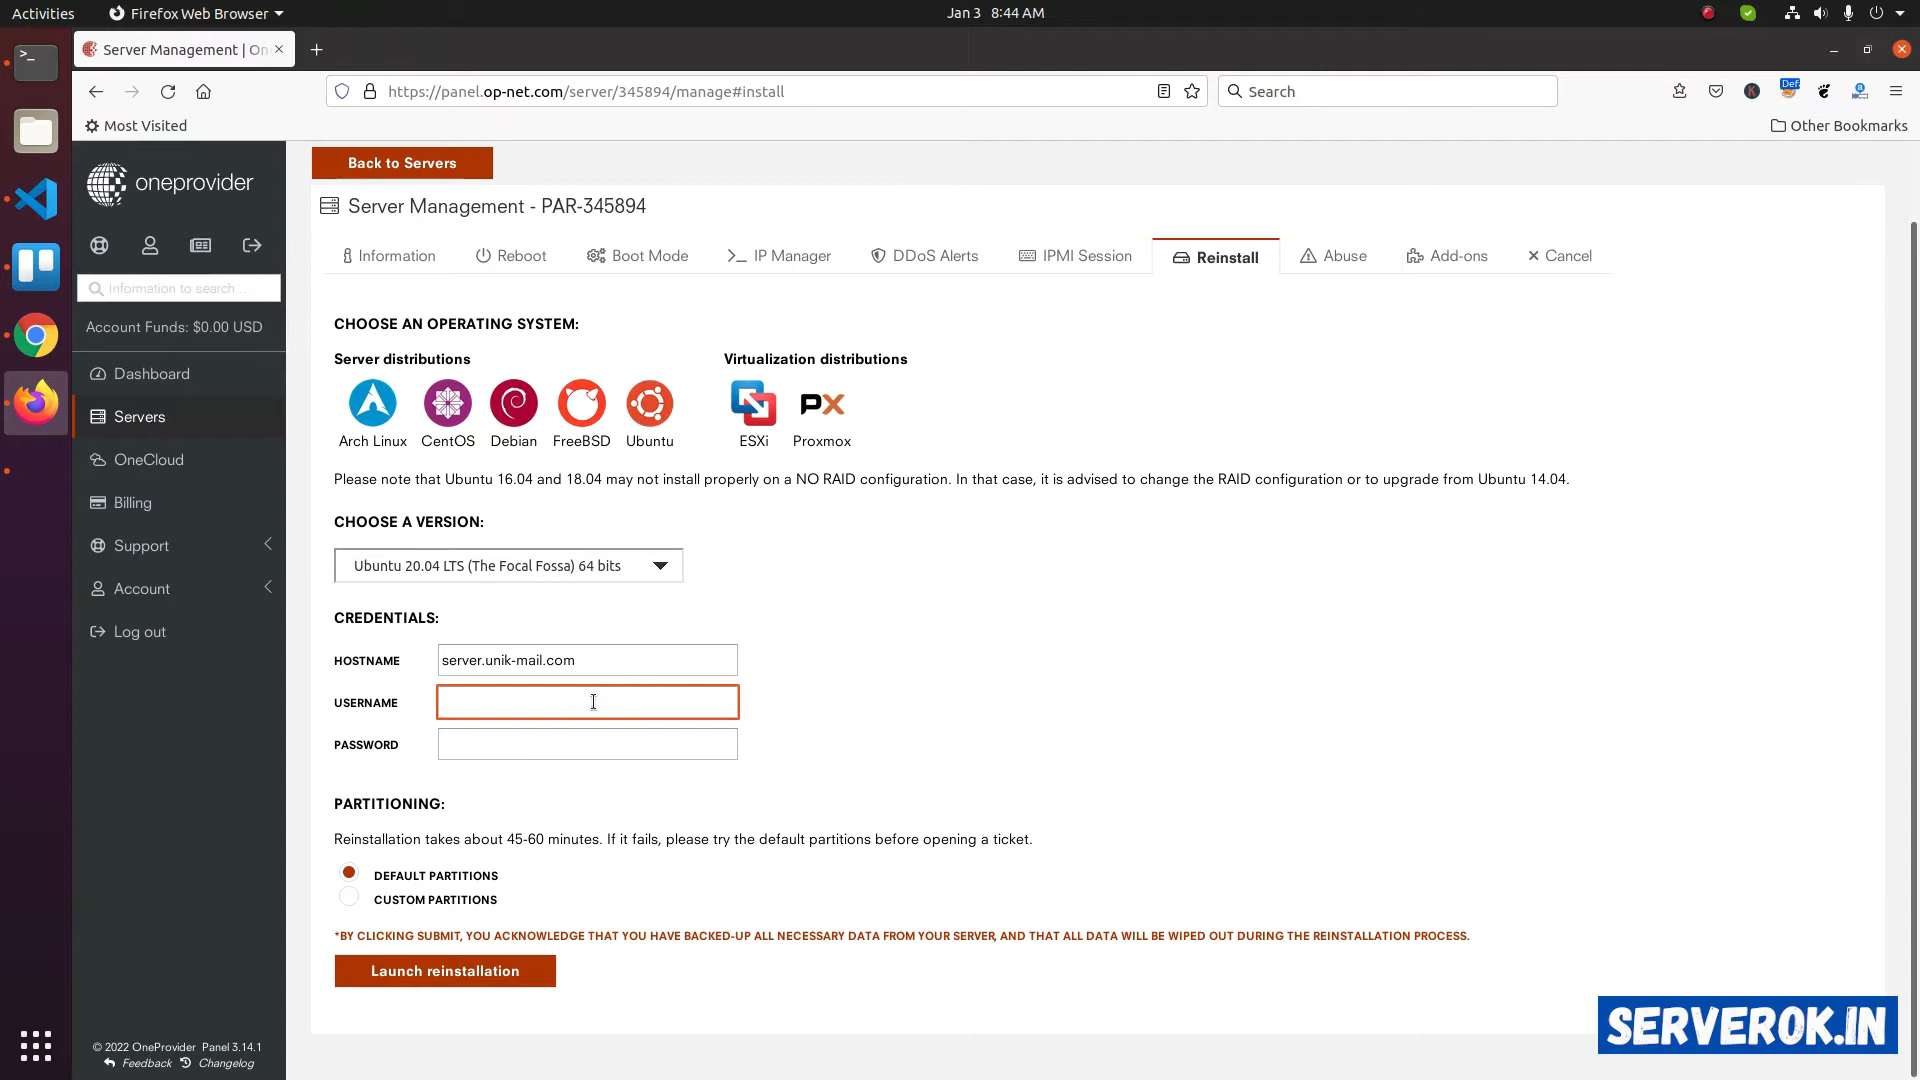 Activities
Firefox Web Browser
Jan 3 8:44 AM
Server Management | On
https://panel.op-net.com/server/345894/manage#install
Search
Def
Most Visited
Other Bookmarks
oneprovider
Information to search...
Account Funds: $0.00 USD
Dashboard
Servers
OneCloud
Billing
Support
Account
Log out
© 2022 OneProvider Panel 3.14.1
Feedback Changelog
Back to Servers
Server Management - PAR-345894
Information
Reboot
Boot Mode
IP Manager
DDoS Alerts
IPMI Session
Reinstall
Abuse
Add-ons
Cancel
CHOOSE AN OPERATING SYSTEM:
Server distributions
Arch Linux
CentOS
Debian
FreeBSD
Ubuntu
Virtualization distributions
ESXi
PX
Proxmox
Please note that Ubuntu 16.04 and 18.04 may not install properly on a NO RAID configuration. In that case, it is advised to change the RAID configuration or to upgrade from Ubuntu 14.04.
CHOOSE A VERSION:
Ubuntu 20.04 LTS (The Focal Fossa) 64 bits
CREDENTIALS:
HOSTNAME
server.unik-mail.com
USERNAME
PASSWORD
PARTITIONING:
Reinstallation takes about 45-60 minutes. If it fails, please try the default partitions before opening a ticket.
DEFAULT PARTITIONS
CUSTOM PARTITIONS
*BY CLICKING SUBMIT, YOU ACKNOWLEDGE THAT YOU HAVE BACKED-UP ALL NECESSARY DATA FROM YOUR SERVER, AND THAT ALL DATA WILL BE WIPED OUT DURING THE REINSTALLATION PROCESS.
Launch reinstallation
SERVEROK.IN